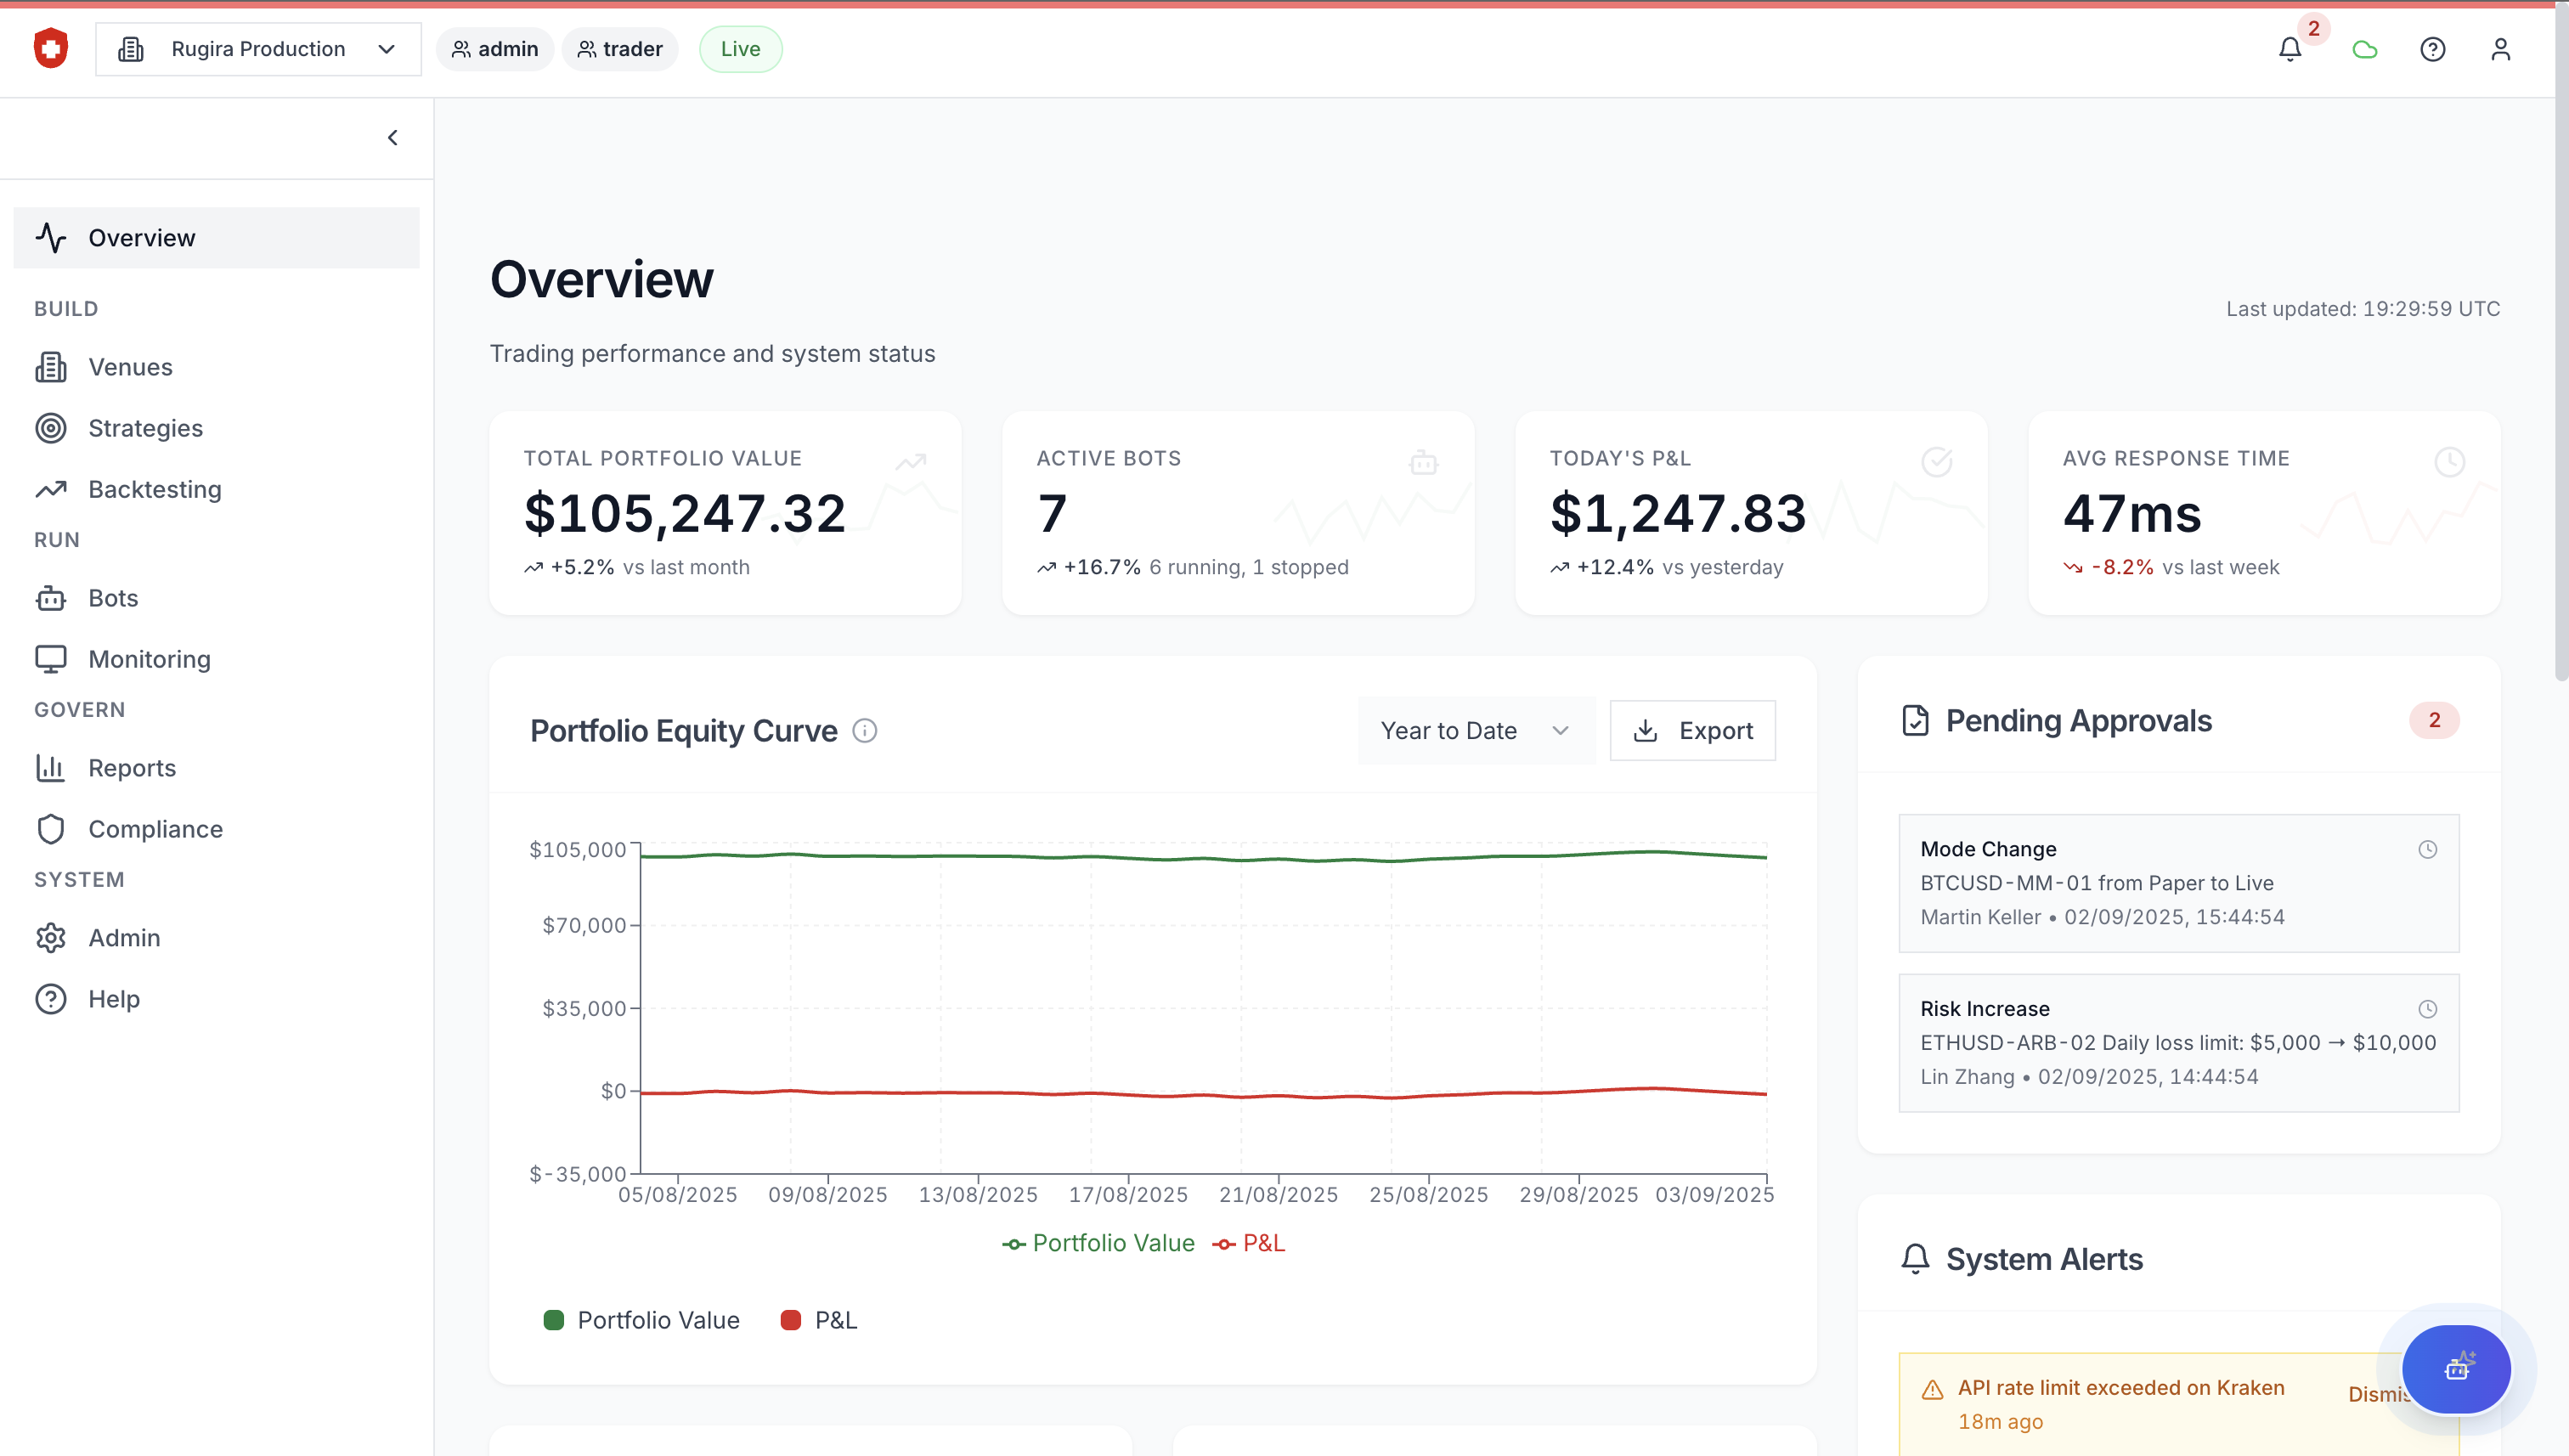 Rugira Production
admin
trader
Live
2
Overview
BUILD
Venues
Strategies
Backtesting
RUN
Bots
Monitoring
GOVERN
Reports
Compliance
SYSTEM
Admin
Help
Overview
Last updated: 19:29:59 UTC
Trading performance and system status
TOTAL PORTFOLIO VALUE
$105,247.32
+5.2% vs last month
ACTIVE BOTS
7
+16.7% 6 running, 1 stopped
TODAY'S P&L
$1,247.83
+12.4% vs yesterday
AVG RESPONSE TIME
47ms
-8.2% vs last week
Portfolio Equity Curve
Year to Date
Export
$105,000
$70,000
$35,000
$0
$-35,000
05/08/2025 09/08/2025 13/08/2025 17/08/2025 21/08/2025 25/08/2025 29/08/2025 03/09/2025
Portfolio Value P&L
Portfolio Value P&L
Pending Approvals
2
Mode Change
BTCUSD-MM-01 from Paper to Live
Martin Keller • 02/09/2025, 15:44:54
Risk Increase
ETHUSD-ARB-02 Daily loss limit: $5,000 → $10,000
Lin Zhang • 02/09/2025, 14:44:54
System Alerts
API rate limit exceeded on Kraken
18m ago